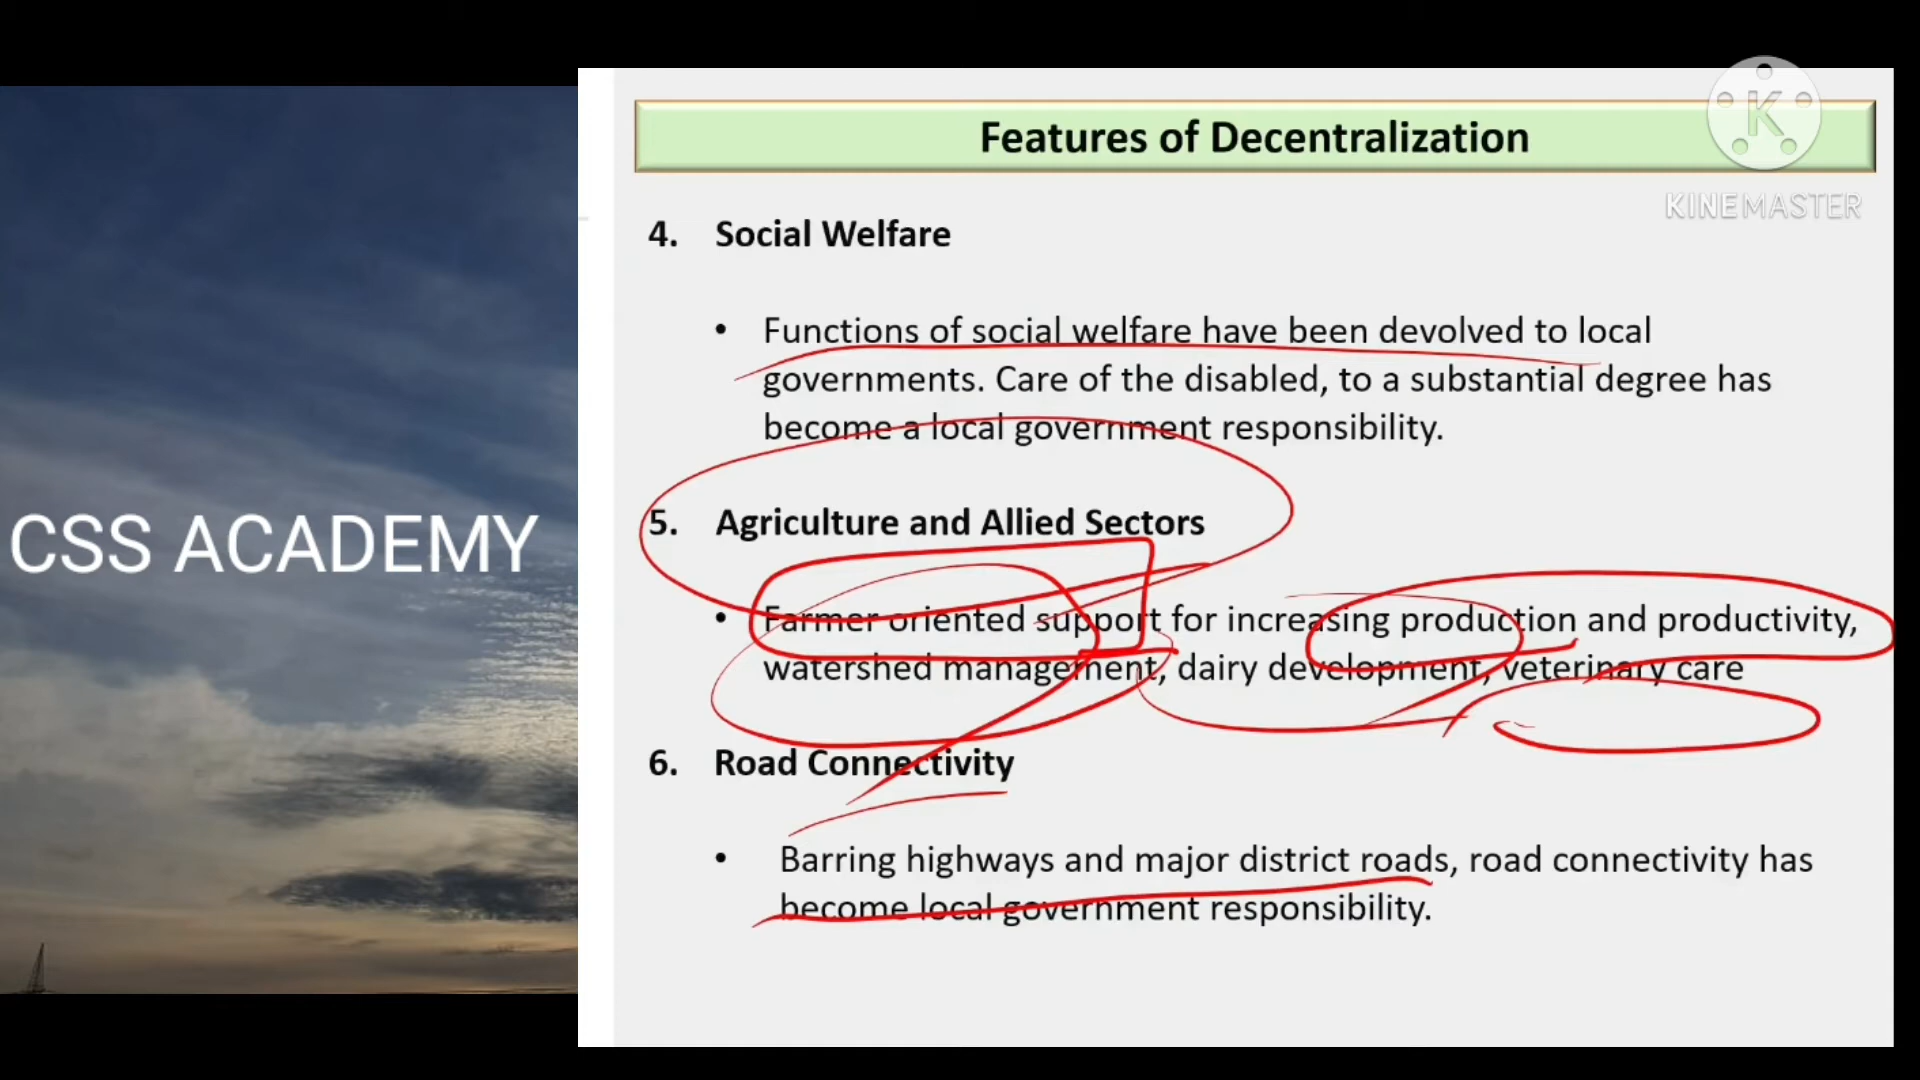 Features of Decentralization
K
KINEMASTER
4. Social Welfare
• Functions of social welfare have been devolved to local
governments. Care of the disabled, to a substantial degree has
become a local government responsibility.
CSS ACADEMY
5. Agriculture and Allied Sectors
• Farmer oriented support for increasing production and productivity,
watershed management, dairy development, veterinary care
6. Road Connectivity
• Barring highways and major district roads, road connectivity has
become local government responsibility.